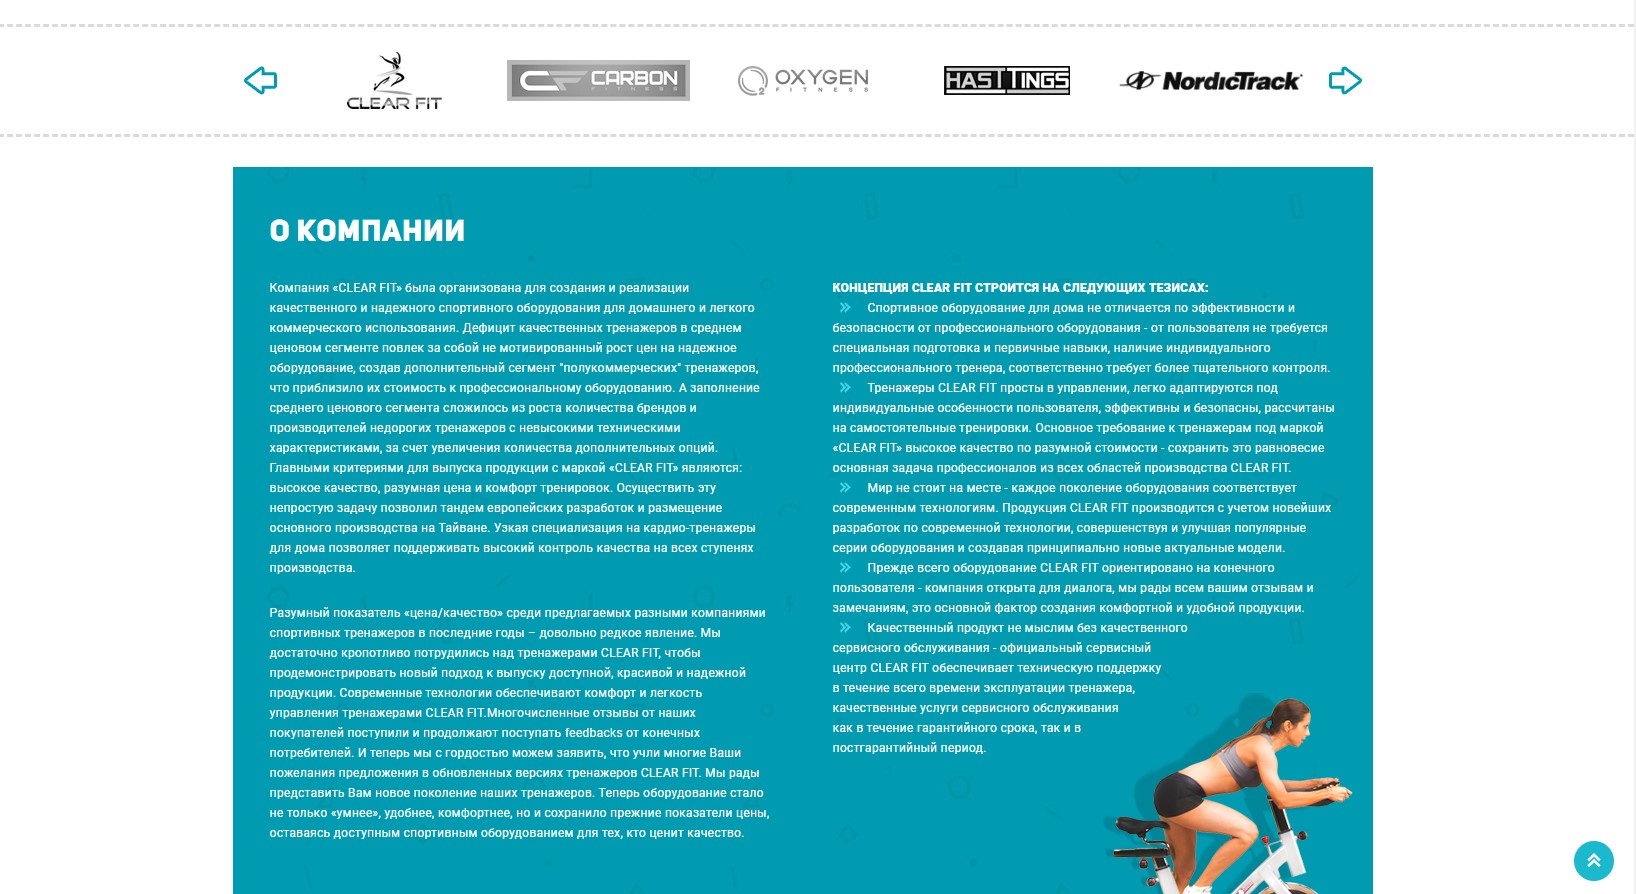 CLEAR FIT
CARBON
FITNESS
OXYGEN
FITNESS
HASTTINGS
NordicTrack
О КОМПАНИИ
Компания «CLEAR FIT» была организована для создания и реализации
качественного и надежного спортивного оборудования для домашнего и легкого
коммерческого использования. Дефицит качественных тренажеров в среднем
ценовом сегменте повлек за собой не мотивированный рост цен на надежное
оборудование, создав дополнительный сегмент "полукоммерческих" тренажеров,
что приблизило их стоимость к профессиональному оборудованию. А заполнение
среднего ценового сегмента сложилось из роста количества брендов и
производителей недорогих тренажеров с невысокими техническими
характеристиками, за счет увеличения количества дополнительных опций.
Главными критериями для выпуска продукции с маркой «CLEAR FIT» являются:
высокое качество, разумная цена и комфорт тренировок. Осуществить эту
непростую задачу позволил тандем европейских разработок и размещение
основного производства на Тайване. Узкая специализация на кардио-тренажеры
для дома позволяет поддерживать высокий контроль качества на всех ступенях
производства.
Разумный показатель «цена/качество» среди предлагаемых разными компаниями
спортивных тренажеров в последние годы – довольно редкое явление. Мы
достаточно кропотливо потрудились над тренажерами CLEAR FIT, чтобы
продемонстрировать новый подход к выпуску доступной, красивой и надежной
продукции. Современные технологии обеспечивают комфорт и легкость
управления тренажерами CLEAR FIT.Многочисленные отзывы от наших
покупателей поступили и продолжают поступать feedbacks от конечных
потребителей. И теперь мы с гордостью можем заявить, что учли многие Ваши
пожелания предложения в обновленных версиях тренажеров CLEAR FIT. Мы рады
представить Вам новое поколение наших тренажеров. Теперь оборудование стало
не только «умнее», удобнее, комфортнее, но и сохранило прежние показатели цены,
оставаясь доступным спортивным оборудованием для тех, кто ценит качество.
КОНЦЕПЦИЯ CLEAR FIT СТРОИТСЯ НА СЛЕДУЮЩИХ ТЕЗИСАХ:
Спортивное оборудование для дома не отличается по эффективности и
безопасности от профессионального оборудования - от пользователя не требуется
специальная подготовка и первичные навыки, наличие индивидуального
профессионального тренера, соответственно требует более тщательного контроля.
Тренажеры CLEAR FIT просты в управлении, легко адаптируются под
индивидуальные особенности пользователя, эффективны и безопасны, рассчитаны
на самостоятельные тренировки. Основное требование к тренажерам под маркой
«CLEAR FIT» высокое качество по разумной стоимости - сохранить это равновесие
основная задача профессионалов из всех областей производства CLEAR FIT.
Мир не стоит на месте - каждое поколение оборудования соответствует
современным технологиям. Продукция CLEAR FIT производится с учетом новейших
разработок по современной технологии, совершенствуя и улучшая популярные
серии оборудования и создавая принципиально новые актуальные модели.
Прежде всего оборудование CLEAR FIT ориентировано на конечного
пользователя - компания открыта для диалога, мы рады всем вашим отзывам и
замечаниям, это основной фактор создания комфортной и удобной продукции.
Качественный продукт не мыслим без качественного
сервисного обслуживания - официальный сервисный
центр CLEAR FIT обеспечивает техническую поддержку
в течение всего времени эксплуатации тренажера,
качественные услуги сервисного обслуживания
как в течение гарантийного срока, так и в
постгарантийный период.